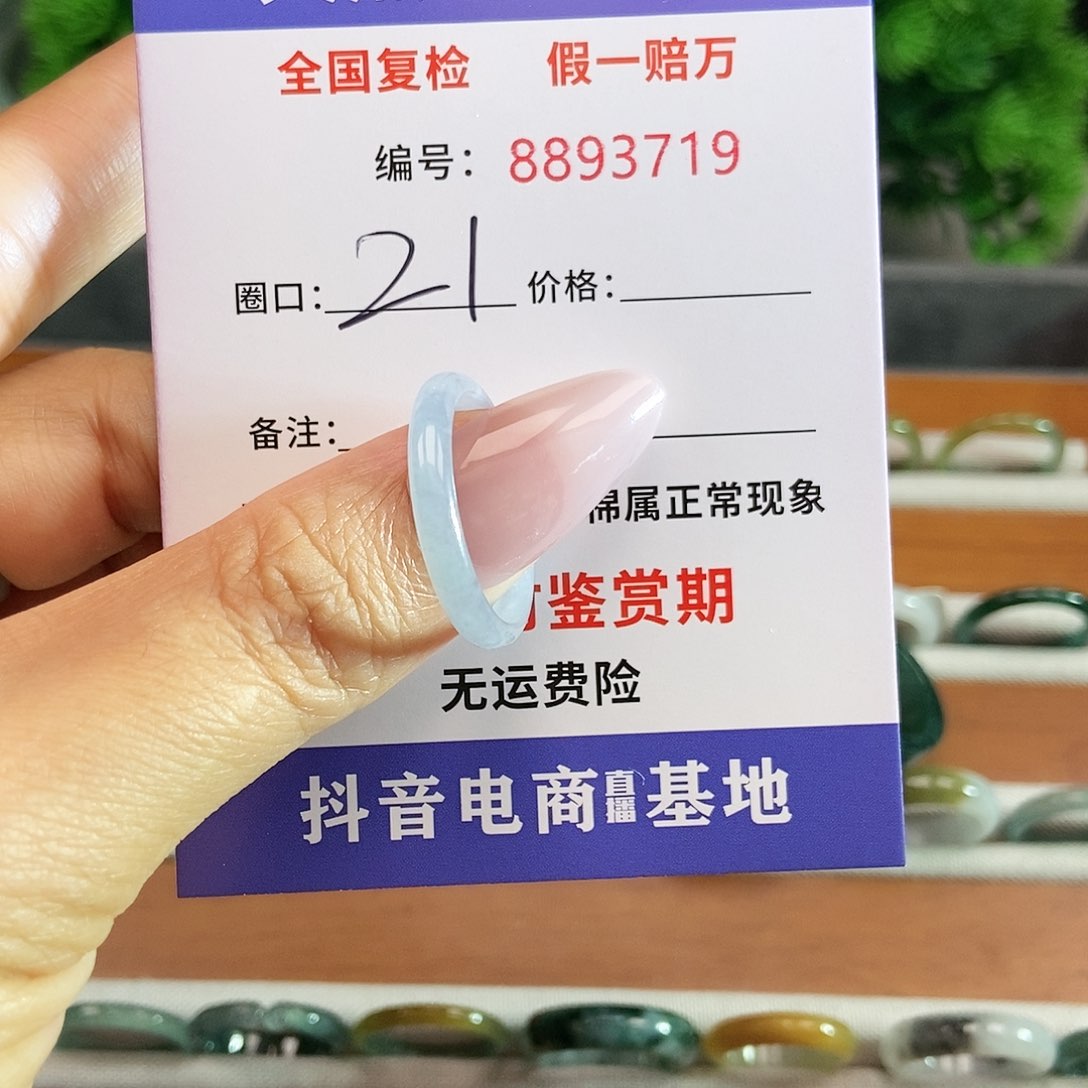 全国复检 假一赔万
编号：8893719
圈口：21 价格：
备注：
棉属正常现象
时鉴赏期
无运费险
抖音电商直播基地